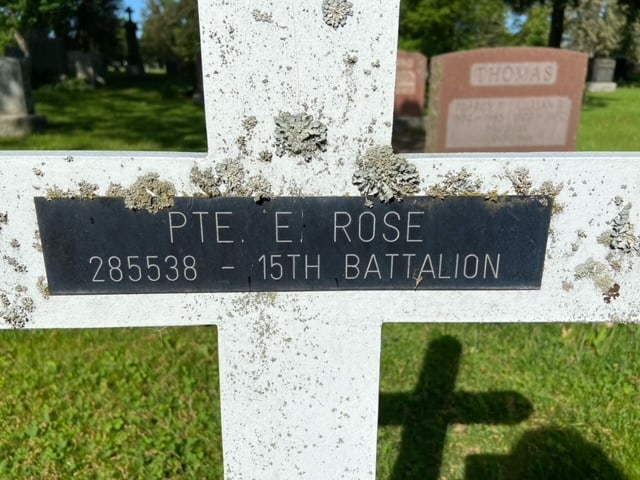 PTE. E. ROSE
285538 - 15TH BATTALION
THOMAS